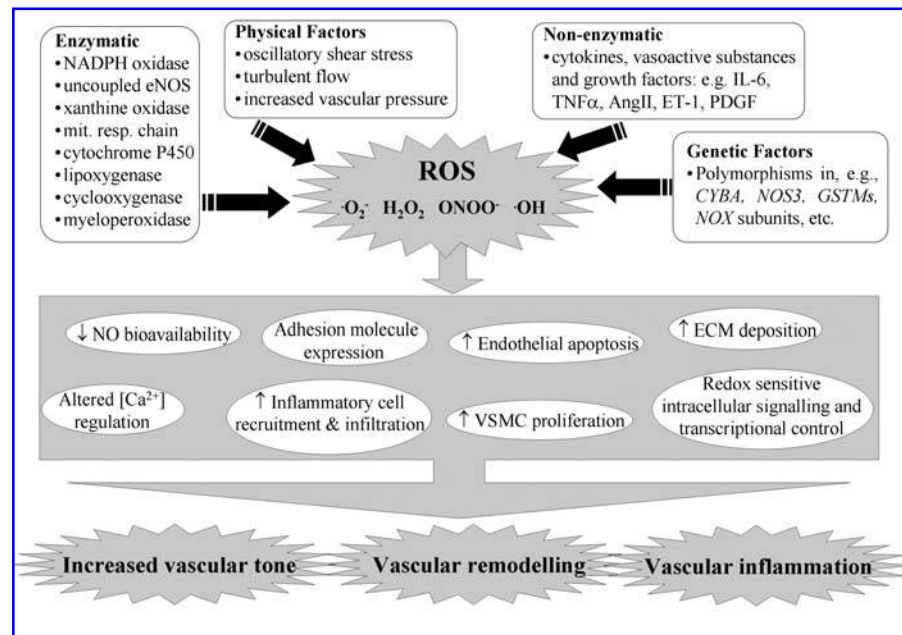 Enzymatic
•NADPH oxidase
•uncoupled eNOS
•xanthine oxidase
•mit. resp. chain
•cytochrome P450
•lipoxygenase
•cyclooxygenase
•myeloperoxidase
Physical Factors
•oscillatory shear stress
•turbulent flow
•increased vascular pressure
Non-enzymatic
•cytokines, vasoactive substances
and growth factors: e.g. IL-6,
TNFα, AngII, ET-1, PDGF
Genetic Factors
•Polymorphisms in, e.g.,
CYBA, NOS3, GSTMs,
NOX subunits, etc.
ROS
·O₂⁻ H₂O₂ ONOO⁻ ·OH
↓ NO bioavailability
Adhesion molecule
expression
↑ Endothelial apoptosis
↑ ECM deposition
Altered [Ca²⁺]
regulation
↑ Inflammatory cell
recruitment & infiltration
↑ VSMC proliferation
Redox sensitive
intracellular signalling and
transcriptional control
Increased vascular tone
Vascular remodelling
Vascular inflammation